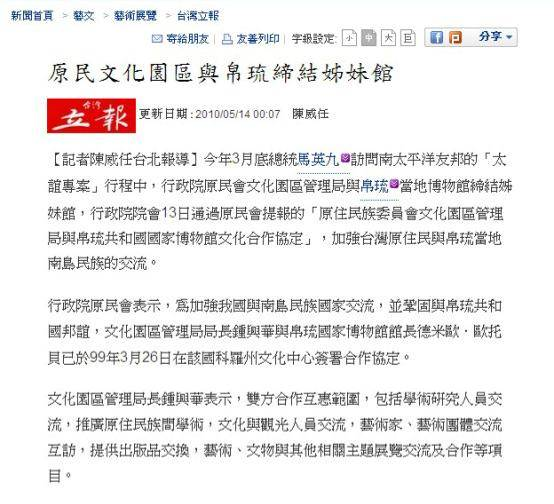 新聞首頁 > 藝文 > 藝術展覽 > 台灣立報
寄給朋友 | 友善列印 | 字級設定: 小 中 大 巨 分享
原民文化園區與帛琉締結姊妹館
台灣立報 更新日期:2010/05/14 00:07 陳威任
【記者陳威任台北報導】今年3月底總統馬英九訪問南太平洋友邦的「太
誼專案」行程中，行政院原民會文化園區管理局與帛琉當地博物館締結姊
妹館，行政院院會13日通過原民會提報的「原住民族委員會文化園區管理
局與帛琉共和國國家博物館文化合作協定」，加強台灣原住民與帛琉當地
南島民族的交流。
行政院原民會表示，為加強我國與南島民族國家交流，並鞏固與帛琉共和
國邦誼，文化園區管理局局長鍾興華與帛琉國家博物館館長德米歐．歐托
貝已於99年3月26日在該國科羅州文化中心簽署合作協定。
文化園區管理局長鍾興華表示，雙方合作互惠範圍，包括學術研究人員交
流，推廣原住民族間學術，文化與觀光人員交流，藝術家、藝術團體交流
互訪，提供出版品交換，藝術、文物與其他相關主題展覽交流及合作等項
目。